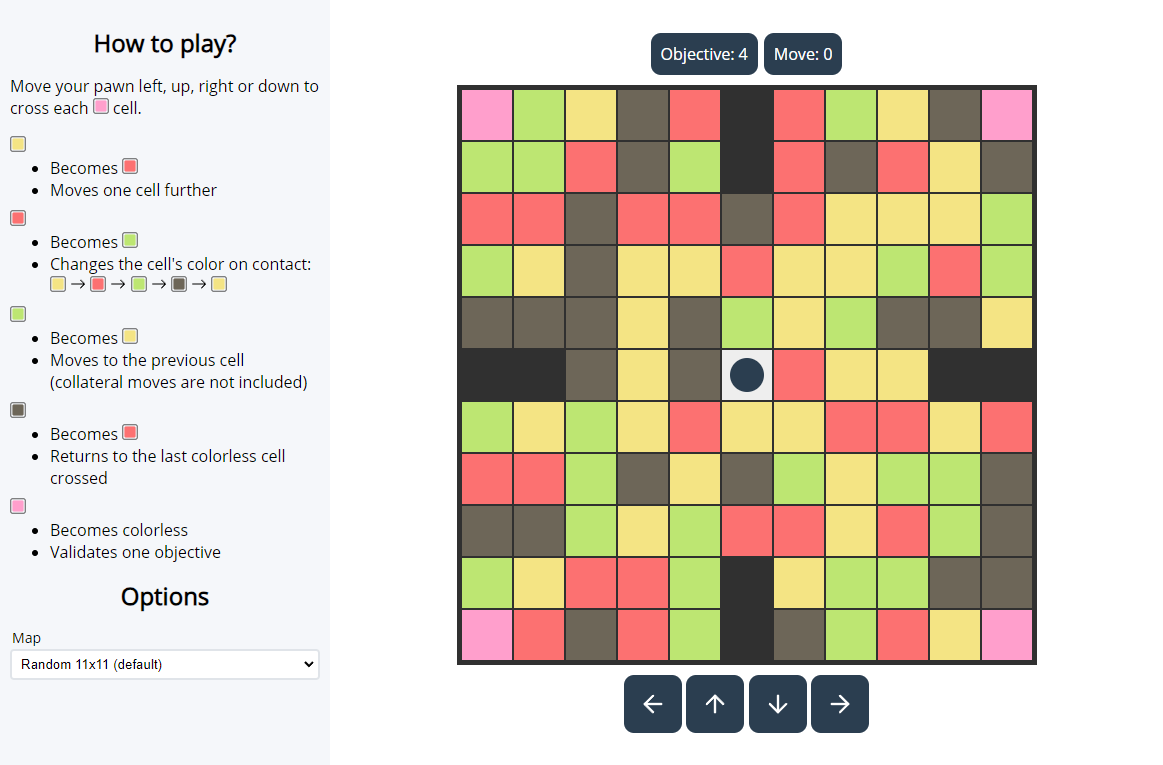 How to play?
Move your pawn left, up, right or down to
cross each cell.
Becomes
Moves one cell further
Becomes
Changes the cell's color on contact:
→ → → →
Becomes
Moves to the previous cell
(collateral moves are not included)
Becomes
Returns to the last colorless cell
crossed
Becomes colorless
Validates one objective
Options
Map
Random 11x11 (default)
Objective: 4
Move: 0
← ↑ ↓ →